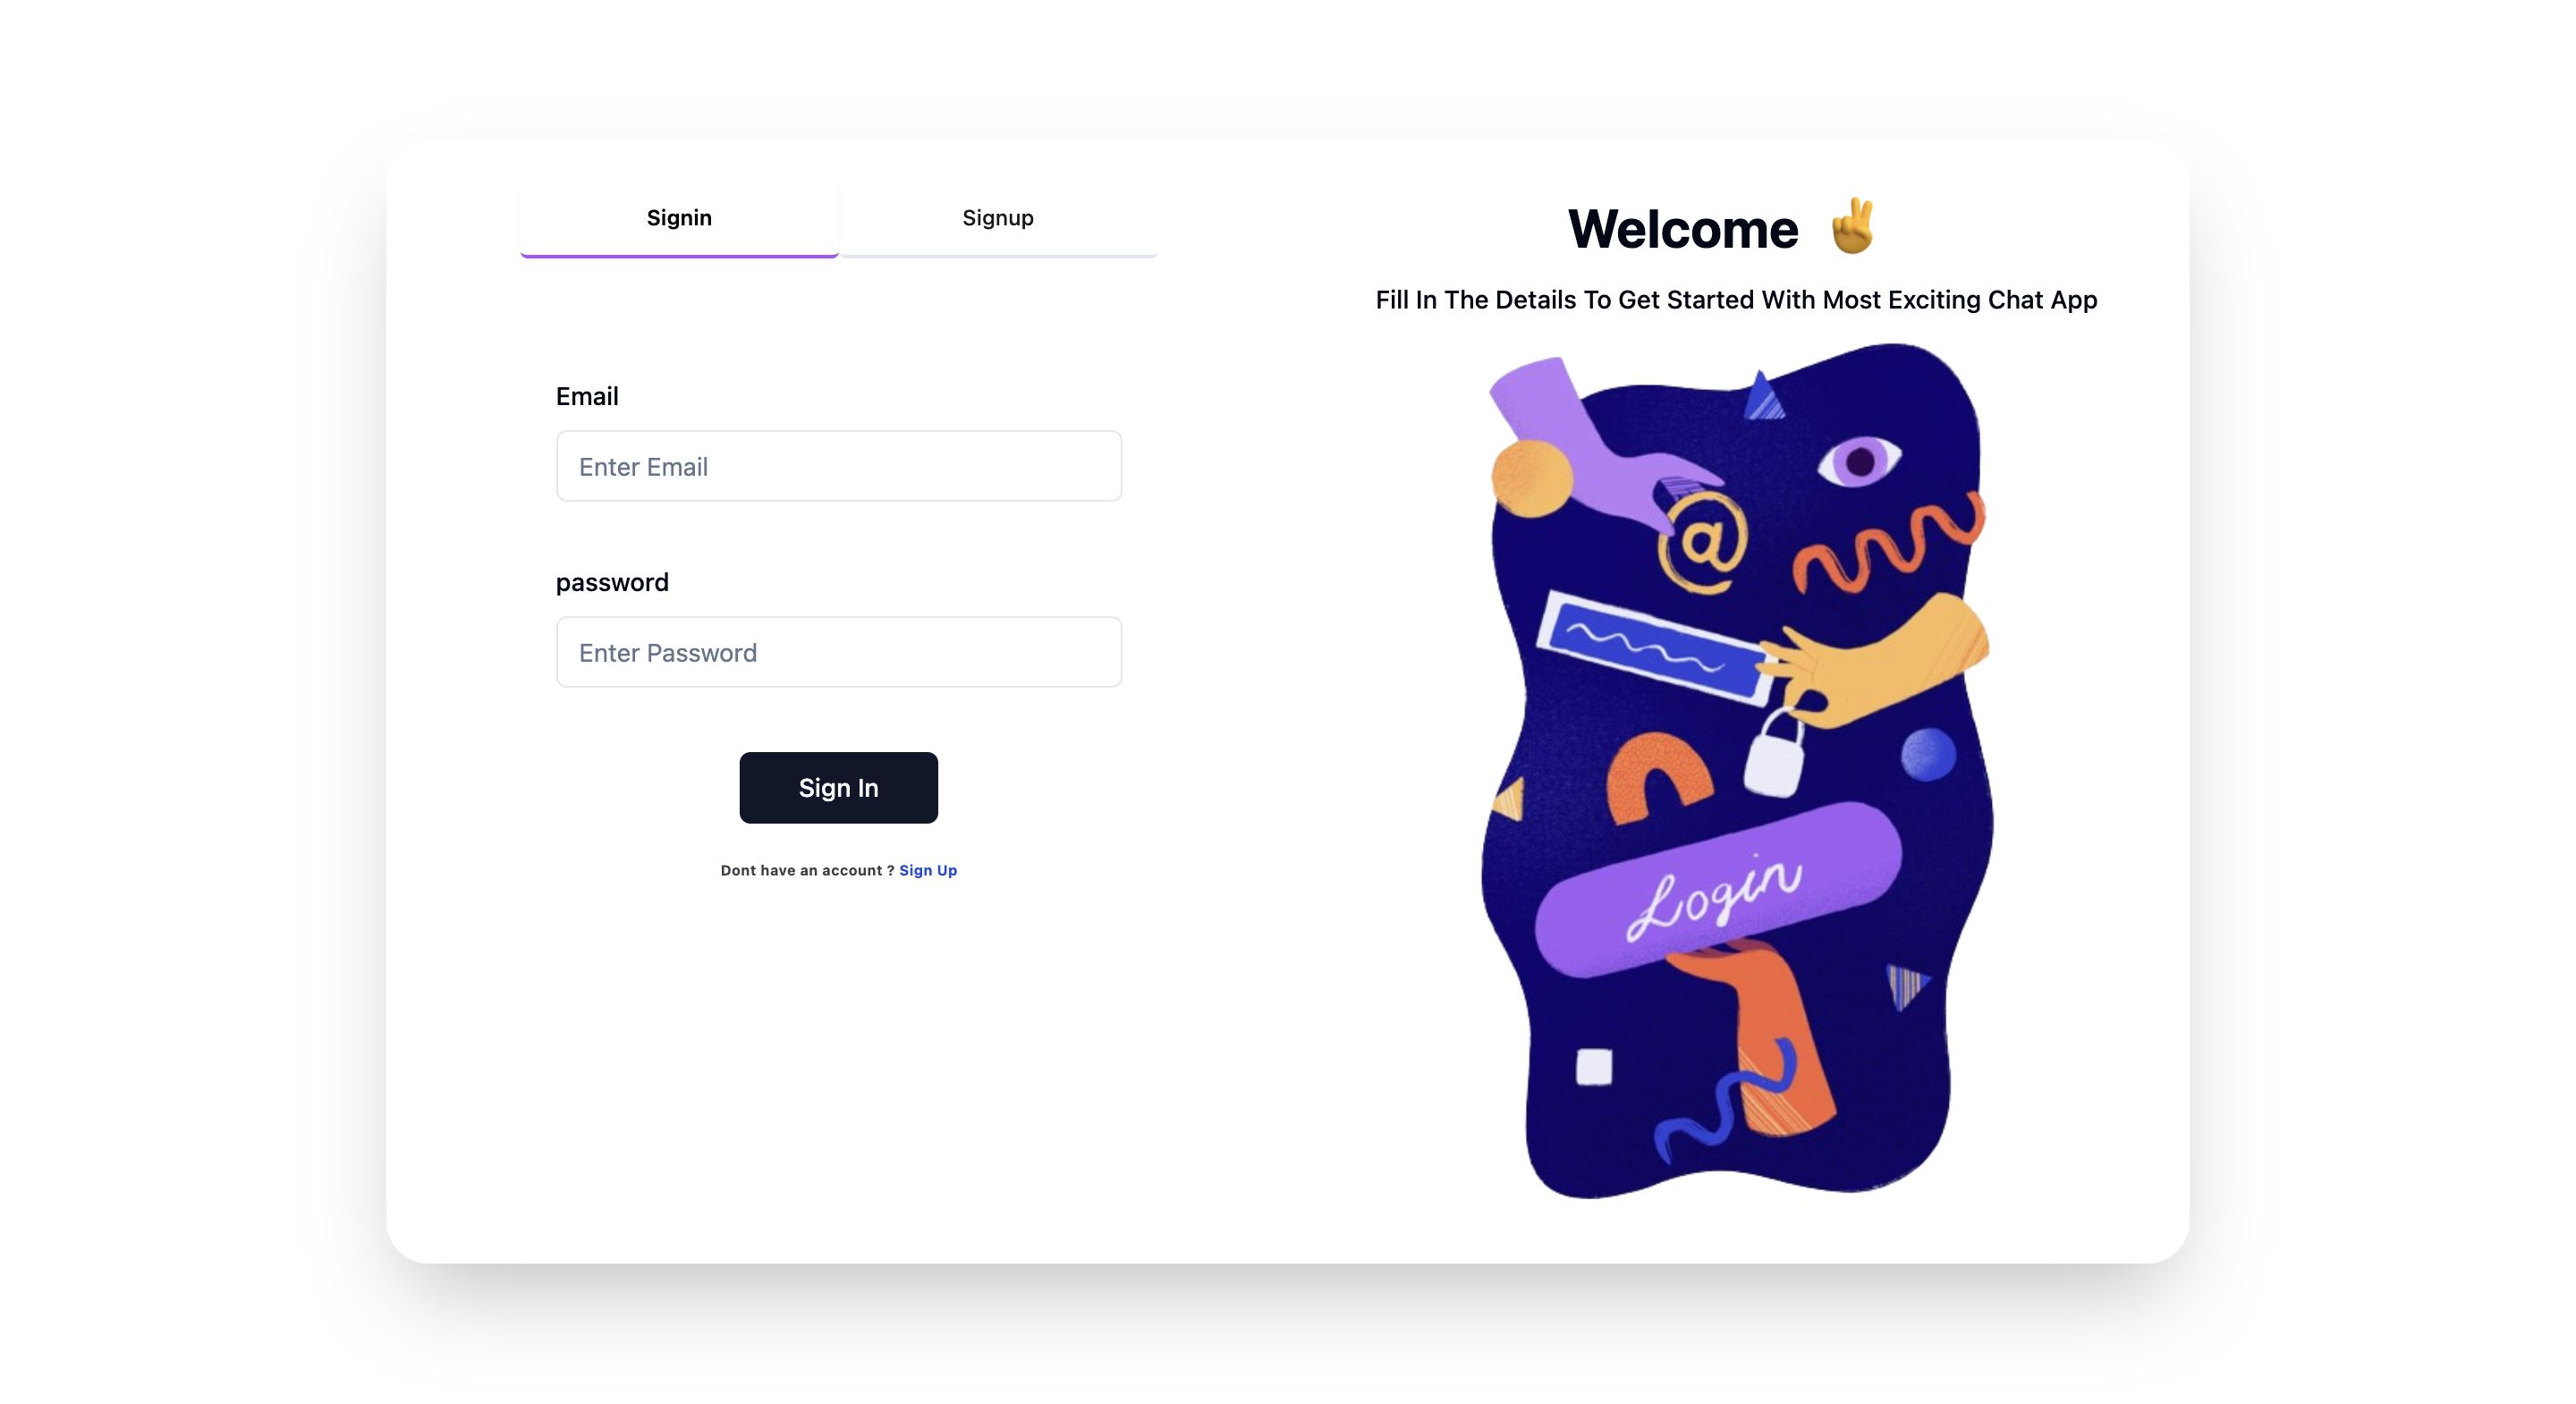 Signin
Signup
Email
Enter Email
password
Enter Password
Sign In
Dont have an account ? Sign Up
Welcome ✌
Fill In The Details To Get Started With Most Exciting Chat App
@
Login